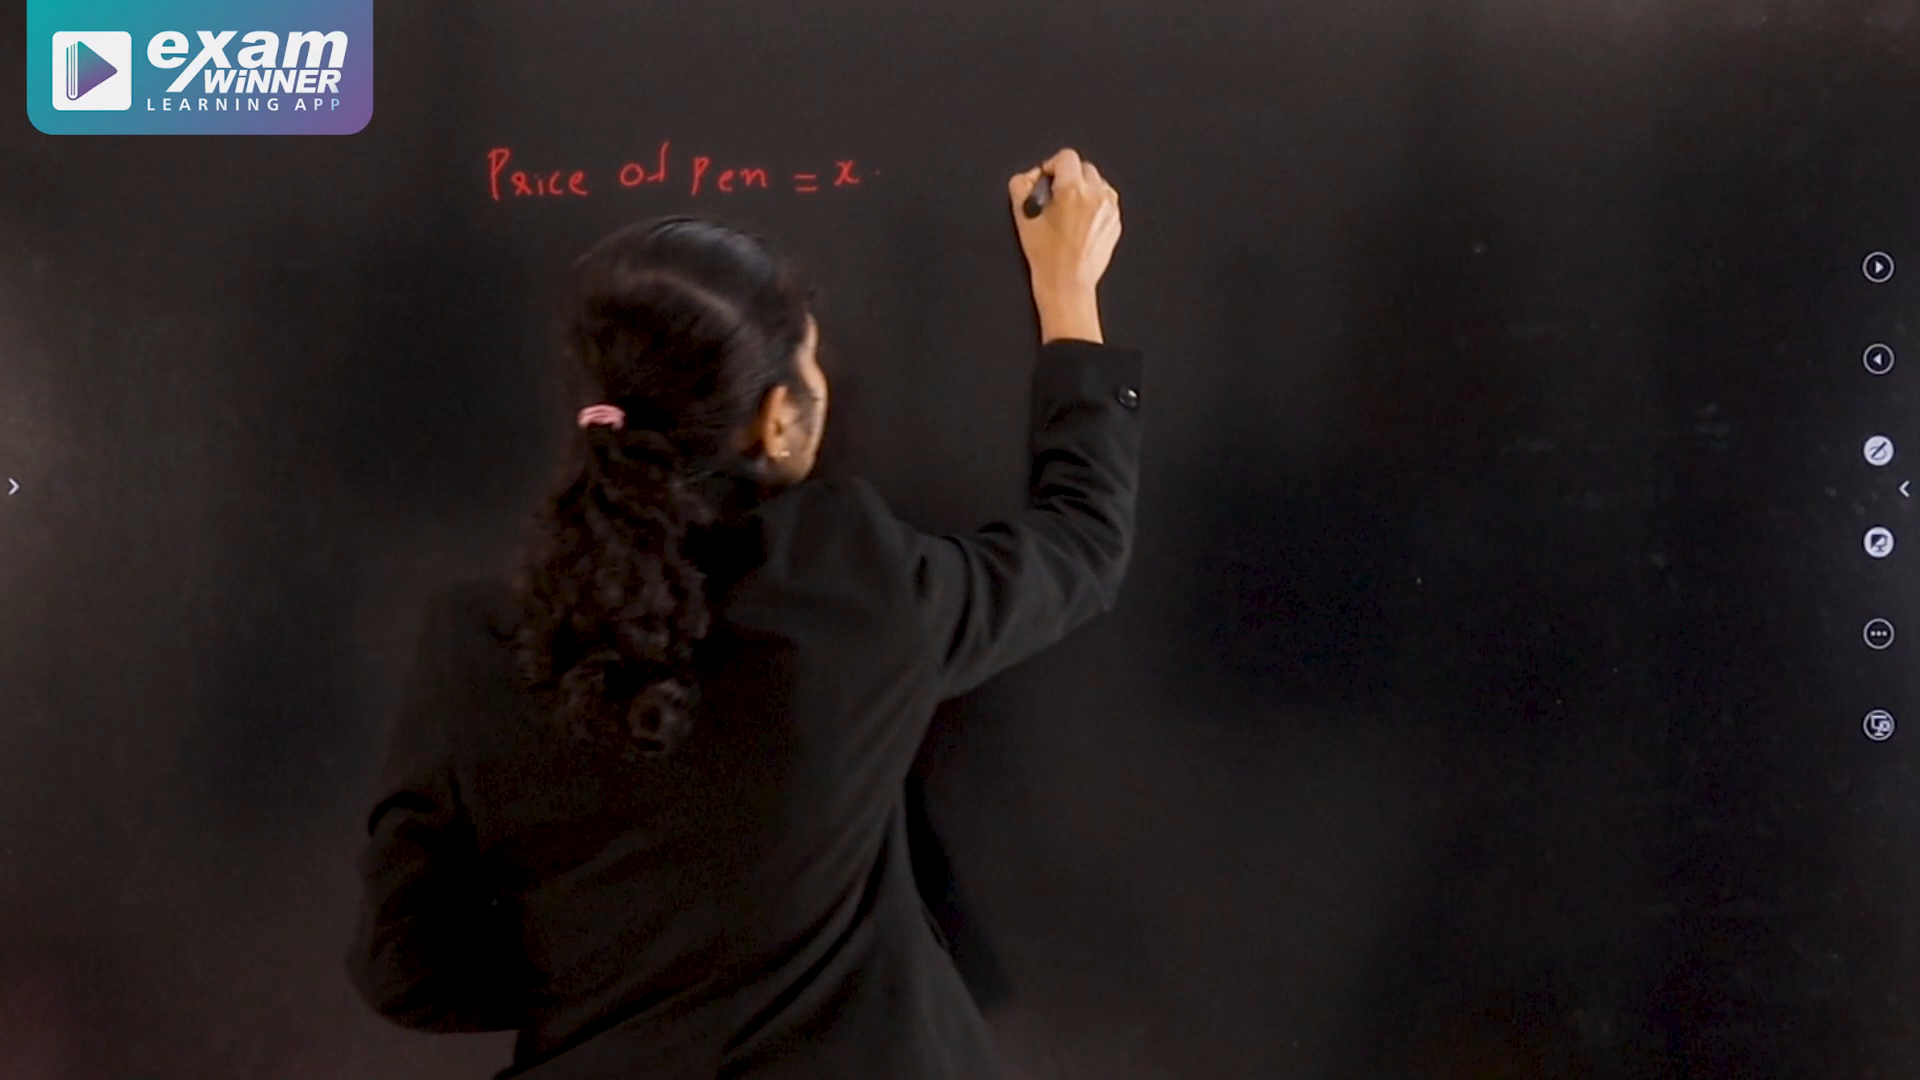 exam
WiNNER
LEARNING APP
Price of Pen = x.